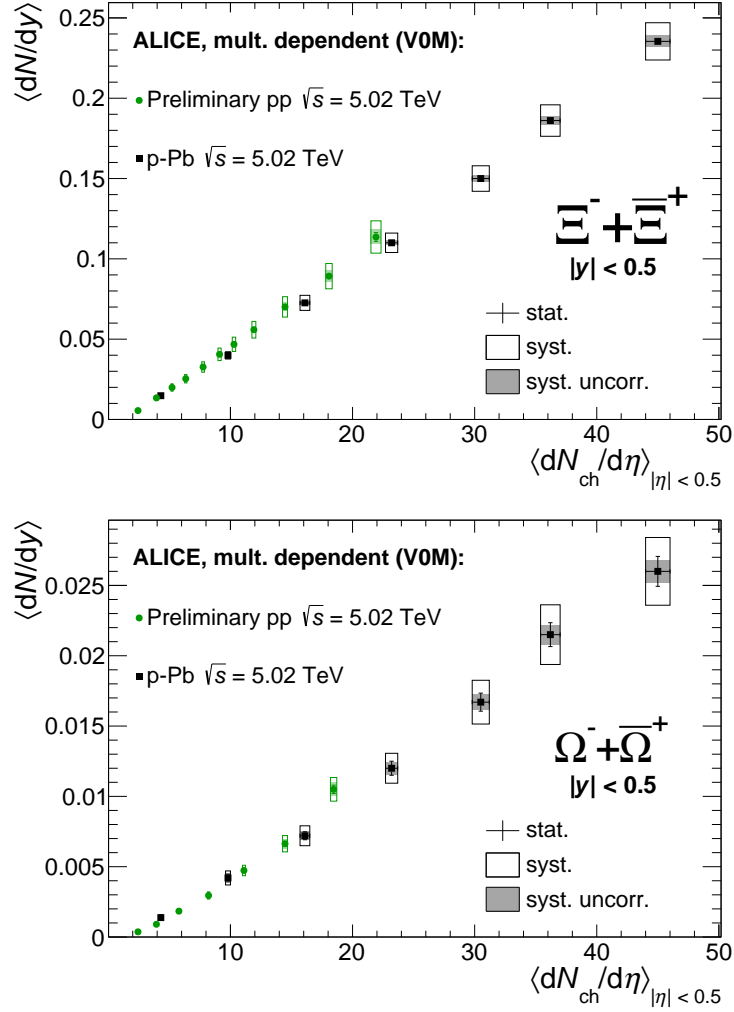 ⟨dN/dy⟩
0.25
0.2
0.15
0.1
0.05
0
ALICE, mult. dependent (V0M):
Preliminary pp √s = 5.02 TeV
p-Pb √s = 5.02 TeV
Ξ⁻+Ξ̅⁺
|y| < 0.5
stat.
syst.
syst. uncorr.
10 20 30 40 50
⟨dN_ch/dη⟩_|η| < 0.5
⟨dN/dy⟩
0.025
0.02
0.015
0.01
0.005
0
ALICE, mult. dependent (V0M):
Preliminary pp √s = 5.02 TeV
p-Pb √s = 5.02 TeV
Ω⁻+Ω̅⁺
|y| < 0.5
stat.
syst.
syst. uncorr.
10 20 30 40 50
⟨dN_ch/dη⟩_|η| < 0.5